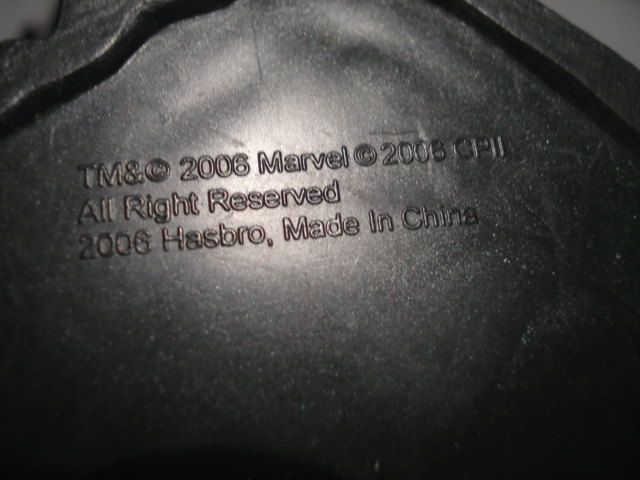 TM&© 2006 Marvel © 2006 CPII
All Right Reserved
2006 Hasbro, Made In China